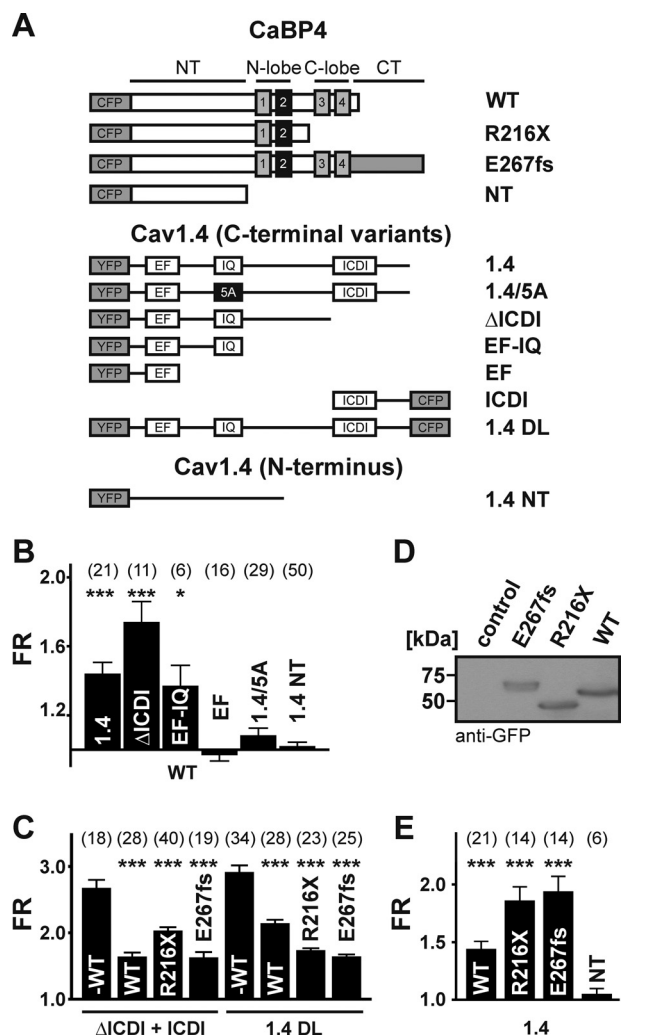 A
CaBP4
NT N-lobe C-lobe CT
CFP 1 2 3 4 WT
CFP 1 2 R216X
CFP 1 2 3 4 E267fs
CFP NT
Cav1.4 (C-terminal variants)
YFP EF IQ ICDI 1.4
YFP EF 5A ICDI 1.4/5A
YFP EF IQ ΔICDI
YFP EF IQ EF-IQ
YFP EF EF
ICDI CFP ICDI
YFP EF IQ ICDI CFP 1.4 DL
Cav1.4 (N-terminus)
YFP 1.4 NT
B
(21) (11) (6) (16) (29) (50)
*** *** *
2.0
1.6
1.2
FR
1.4 ΔICDI EF-IQ EF 1.4/5A 1.4 NT
WT
D
control E267fs R216X WT
[kDa]
75
50
anti-GFP
C
(18) (28) (40) (19) (34) (28) (23) (25)
*** *** *** *** *** ***
3.0
2.0
1.0
FR
-WT WT R216X E267fs -WT WT R216X E267fs
ΔICDI + ICDI 1.4 DL
E
(21) (14) (14) (6)
*** *** ***
2.0
1.5
1.0
FR
WT R216X E267fs NT
1.4